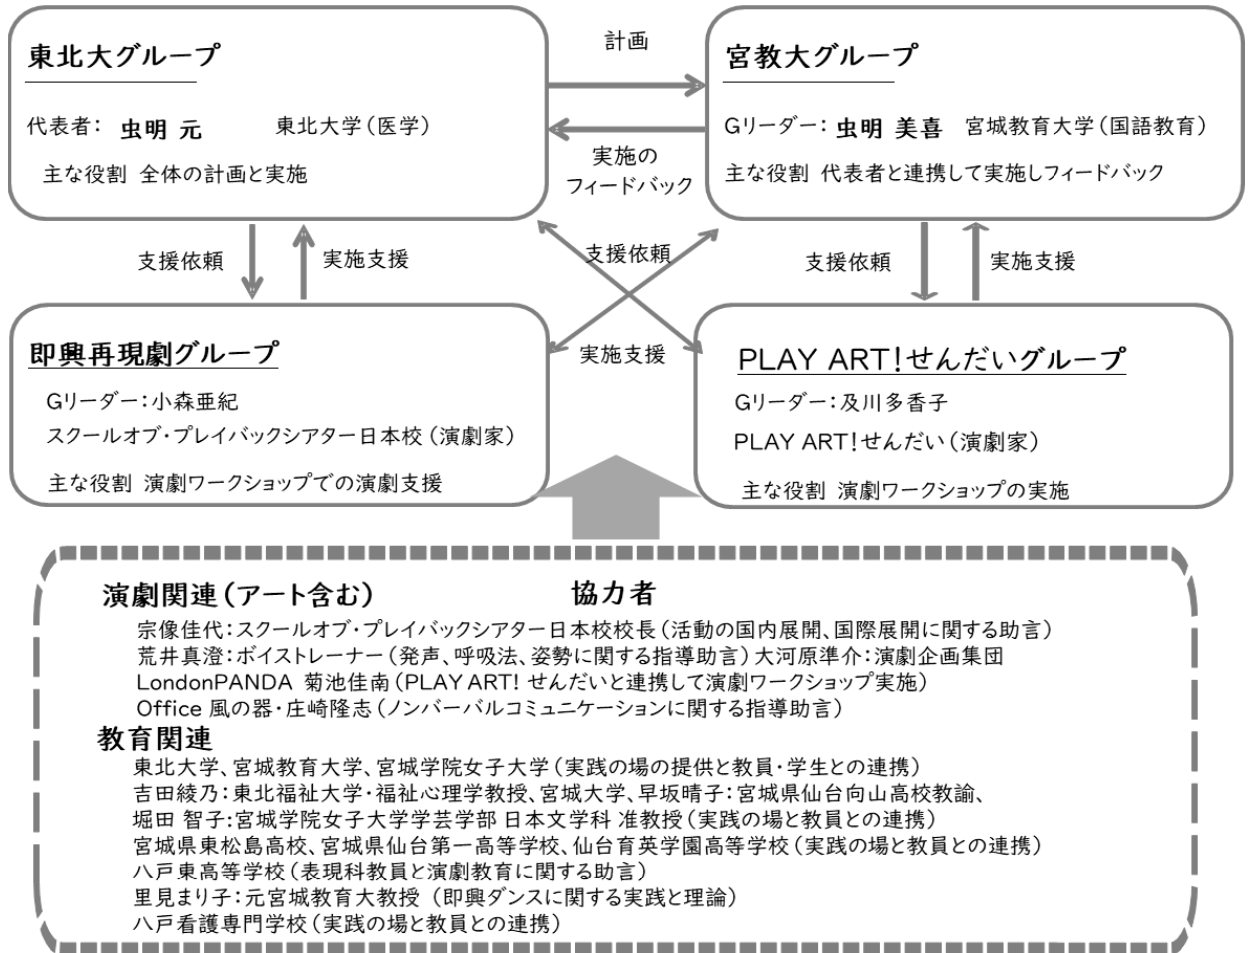 東北大グループ
代表者： 虫明 元 東北大学（医学）
主な役割 全体の計画と実施
計画
実施の
フィードバック
宮教大グループ
Gリーダー：虫明 美喜 宮城教育大学（国語教育）
主な役割 代表者と連携して実施しフィードバック
支援依頼
実施支援
支援依頼
実施支援
支援依頼
実施支援
即興再現劇グループ
Gリーダー：小森亜紀
スクールオブ・プレイバックシアター日本校（演劇家）
主な役割 演劇ワークショップでの演劇支援
PLAY ART！せんだいグループ
Gリーダー：及川多香子
PLAY ART！せんだい（演劇家）
主な役割 演劇ワークショップの実施
演劇関連（アート含む） 協力者
宗像佳代：スクールオブ・プレイバックシアター日本校校長（活動の国内展開、国際展開に関する助言）
荒井真澄：ボイストレーナー（発声、呼吸法、姿勢に関する指導助言）大河原準介：演劇企画集団
LondonPANDA 菊池佳南（PLAY ART! せんだいと連携して演劇ワークショップ実施）
Office 風の器・庄崎隆志（ノンバーバルコミュニケーションに関する指導助言）
教育関連
東北大学、宮城教育大学、宮城学院女子大学（実践の場の提供と教員・学生との連携）
吉田綾乃：東北福祉大学・福祉心理学教授、宮城大学、早坂晴子：宮城県仙台向山高校教諭、
堀田 智子：宮城学院女子大学学芸学部 日本文学科 准教授（実践の場と教員との連携）
宮城県東松島高校、宮城県仙台第一高等学校、仙台育英学園高等学校（実践の場と教員との連携）
八戸東高等学校（表現科教員と演劇教育に関する助言）
里見まり子：元宮城教育大教授 （即興ダンスに関する実践と理論）
八戸看護専門学校（実践の場と教員との連携）